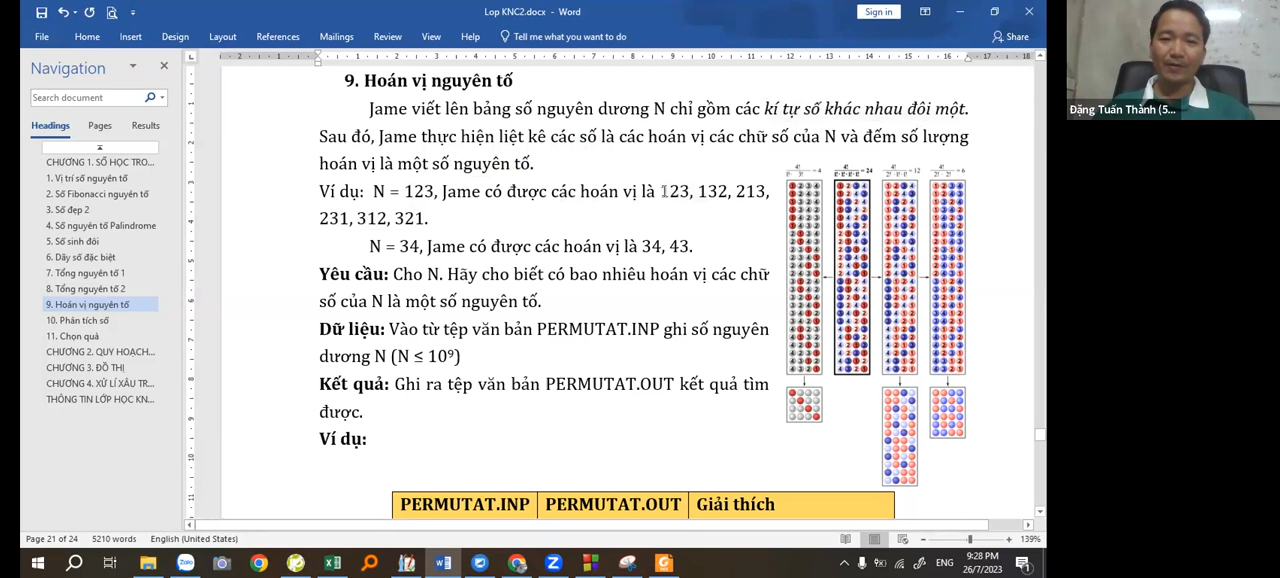 Lop KNC2.docx - Word
Sign in
File Home Insert Design Layout References Mailings Review View Help Tell me what you want to do Share
Navigation
Search document
Headings Pages Results
CHƯƠNG 1. SỐ HỌC TRO...
1. Vị trí số nguyên tố
2. Số Fibonacci nguyên tố
3. Số đẹp 2
4. Số nguyên tố Palindrome
5. Số sinh đôi
6. Dãy số đặc biệt
7. Tổng nguyên tố 1
8. Tổng nguyên tố 2
9. Hoán vị nguyên tố
10. Phân tích số
11. Chọn quà
CHƯƠNG 2. QUY HOẠCH...
CHƯƠNG 3. ĐỒ THỊ
CHƯƠNG 4. XỬ LÍ XÂU TR...
THÔNG TIN LỚP HỌC KN...
9. Hoán vị nguyên tố
Jame viết lên bảng số nguyên dương N chỉ gồm các kí tự số khác nhau đôi một.
Sau đó, Jame thực hiện liệt kê các số là các hoán vị các chữ số của N và đếm số lượng
hoán vị là một số nguyên tố.
Ví dụ: N = 123, Jame có được các hoán vị là 123, 132, 213,
231, 312, 321.
N = 34, Jame có được các hoán vị là 34, 43.
Yêu cầu: Cho N. Hãy cho biết có bao nhiêu hoán vị các chữ
số của N là một số nguyên tố.
Dữ liệu: Vào từ tệp văn bản PERMUTAT.INP ghi số nguyên
dương N (N ≤ 10⁹)
Kết quả: Ghi ra tệp văn bản PERMUTAT.OUT kết quả tìm
được.
Ví dụ:
PERMUTAT.INP PERMUTAT.OUT Giải thích
Đặng Tuấn Thành (5...
Page 21 of 24 5210 words English (United States)
139%
ENG
9:28 PM
26/7/2023